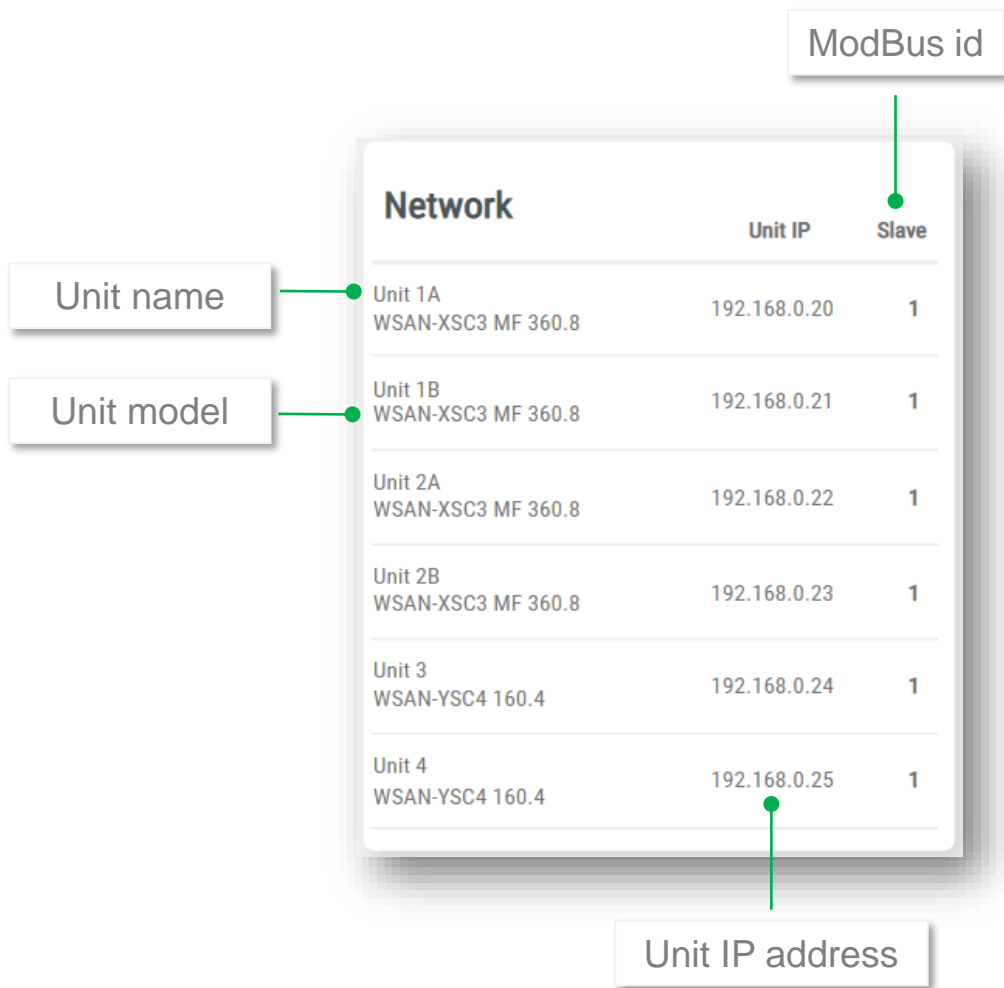 ModBus id
Network
Unit IP Slave
Unit name
Unit 1A
WSAN-XSC3 MF 360.8
192.168.0.20 1
Unit model
Unit 1B
WSAN-XSC3 MF 360.8
192.168.0.21 1
Unit 2A
WSAN-XSC3 MF 360.8
192.168.0.22 1
Unit 2B
WSAN-XSC3 MF 360.8
192.168.0.23 1
Unit 3
WSAN-YSC4 160.4
192.168.0.24 1
Unit 4
WSAN-YSC4 160.4
192.168.0.25 1
Unit IP address